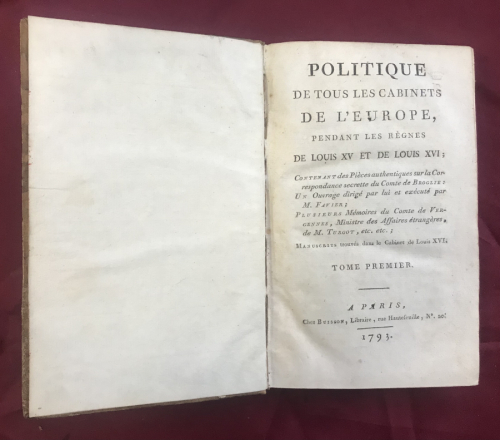 POLITIQUE
DE TOUS LES CABINETS
DE L'EUROPE,
PENDANT LES RÈGNES
DE LOUIS XV ET DE LOUIS XVI;
CONTENANT des Pièces authentiques sur la Cor-
respondance secrette du Comte de BROGLIE:
UN Ouvrage dirigé par lui et exécuté par
M. FAVIER;
PLUSIEURS Mémoires du Comte de VER-
GENNES, Ministre des Affaires étrangères,
de M. TURGOT, etc. etc.;
MANUSCRITS trouvés dans le Cabinet de Louis XVI.
TOME PREMIER.
A PARIS,
Chez BUISSON, Libraire, rue Hautefeuille, N°. 20.
1793.